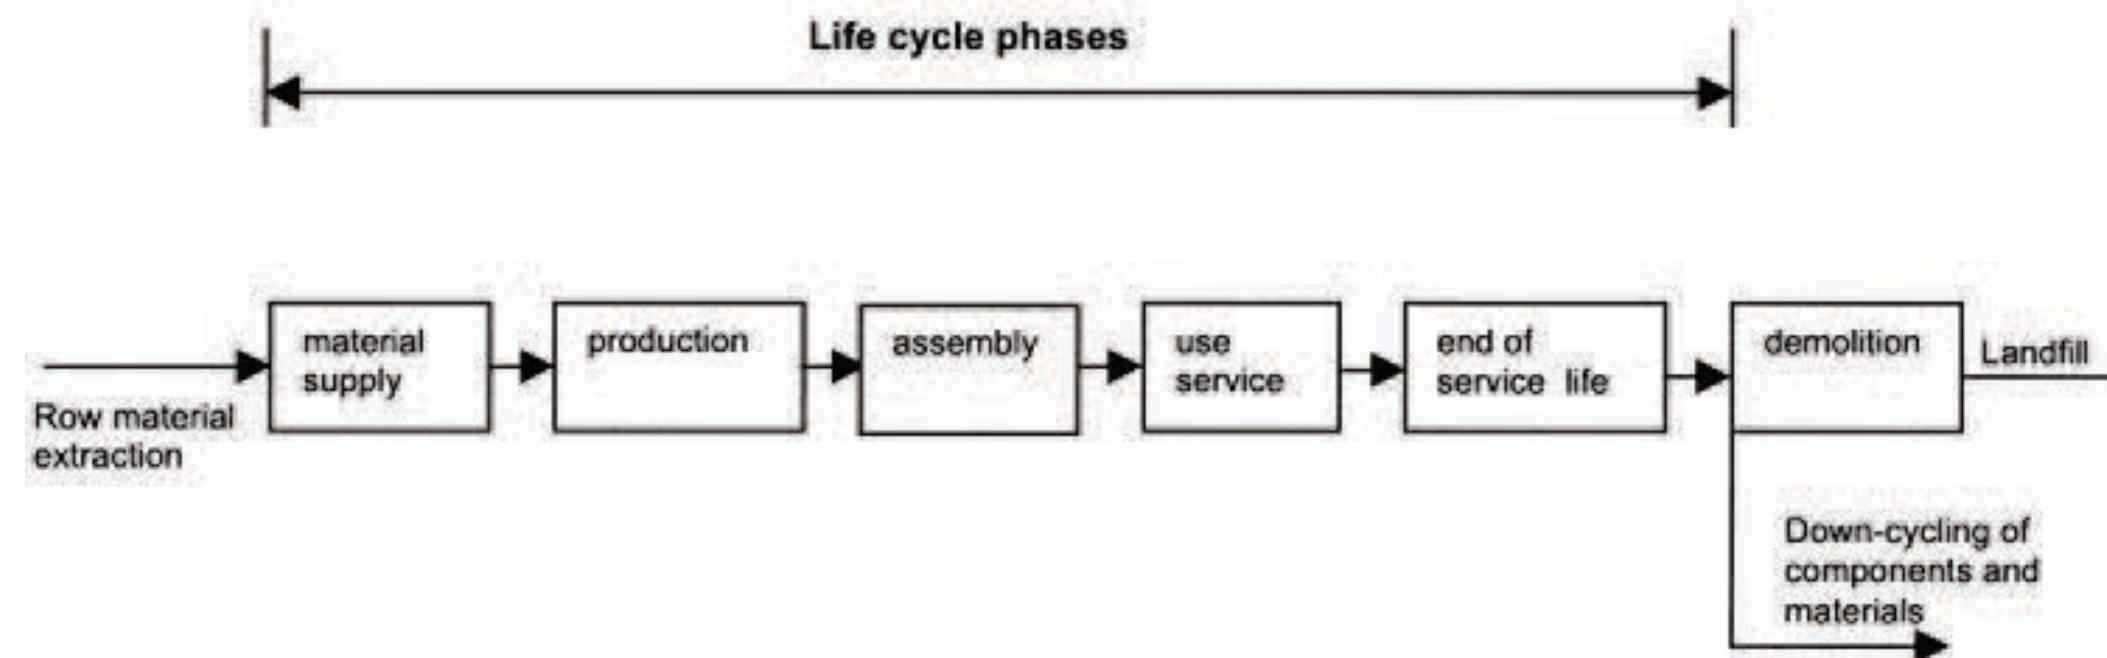 Life cycle phases
material
supply
production
assembly
use
service
end of
service life
demolition
Landfill
Row material
extraction
Down-cycling of
components and
materials